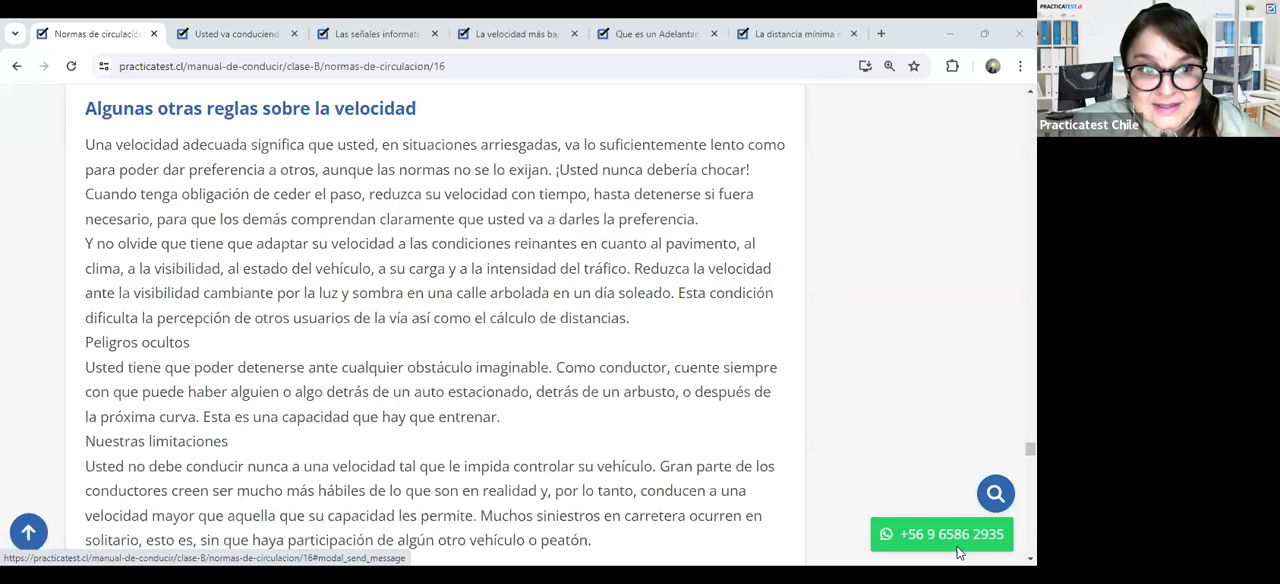 Normas de circulació
Usted va conduciend
Las señales informat
La velocidad más ba
Que es un Adelantar
La distancia mínima e
practicatest.cl/manual-de-conducir/clase-B/normas-de-circulacion/16
PRACTICATEST.cl
Practicatest Chile
Algunas otras reglas sobre la velocidad
Una velocidad adecuada significa que usted, en situaciones arriesgadas, va lo suficientemente lento como
para poder dar preferencia a otros, aunque las normas no se lo exijan. ¡Usted nunca debería chocar!
Cuando tenga obligación de ceder el paso, reduzca su velocidad con tiempo, hasta detenerse si fuera
necesario, para que los demás comprendan claramente que usted va a darles la preferencia.
Y no olvide que tiene que adaptar su velocidad a las condiciones reinantes en cuanto al pavimento, al
clima, a la visibilidad, al estado del vehículo, a su carga y a la intensidad del tráfico. Reduzca la velocidad
ante la visibilidad cambiante por la luz y sombra en una calle arbolada en un día soleado. Esta condición
dificulta la percepción de otros usuarios de la vía así como el cálculo de distancias.
Peligros ocultos
Usted tiene que poder detenerse ante cualquier obstáculo imaginable. Como conductor, cuente siempre
con que puede haber alguien o algo detrás de un auto estacionado, detrás de un arbusto, o después de
la próxima curva. Esta es una capacidad que hay que entrenar.
Nuestras limitaciones
Usted no debe conducir nunca a una velocidad tal que le impida controlar su vehículo. Gran parte de los
conductores creen ser mucho más hábiles de lo que son en realidad y, por lo tanto, conducen a una
velocidad mayor que aquella que su capacidad les permite. Muchos siniestros en carretera ocurren en
solitario, esto es, sin que haya participación de algún otro vehículo o peatón.
+56 9 6586 2935
https://practicatest.cl/manual-de-conducir/clase-B/normas-de-circulacion/16#modal_send_message